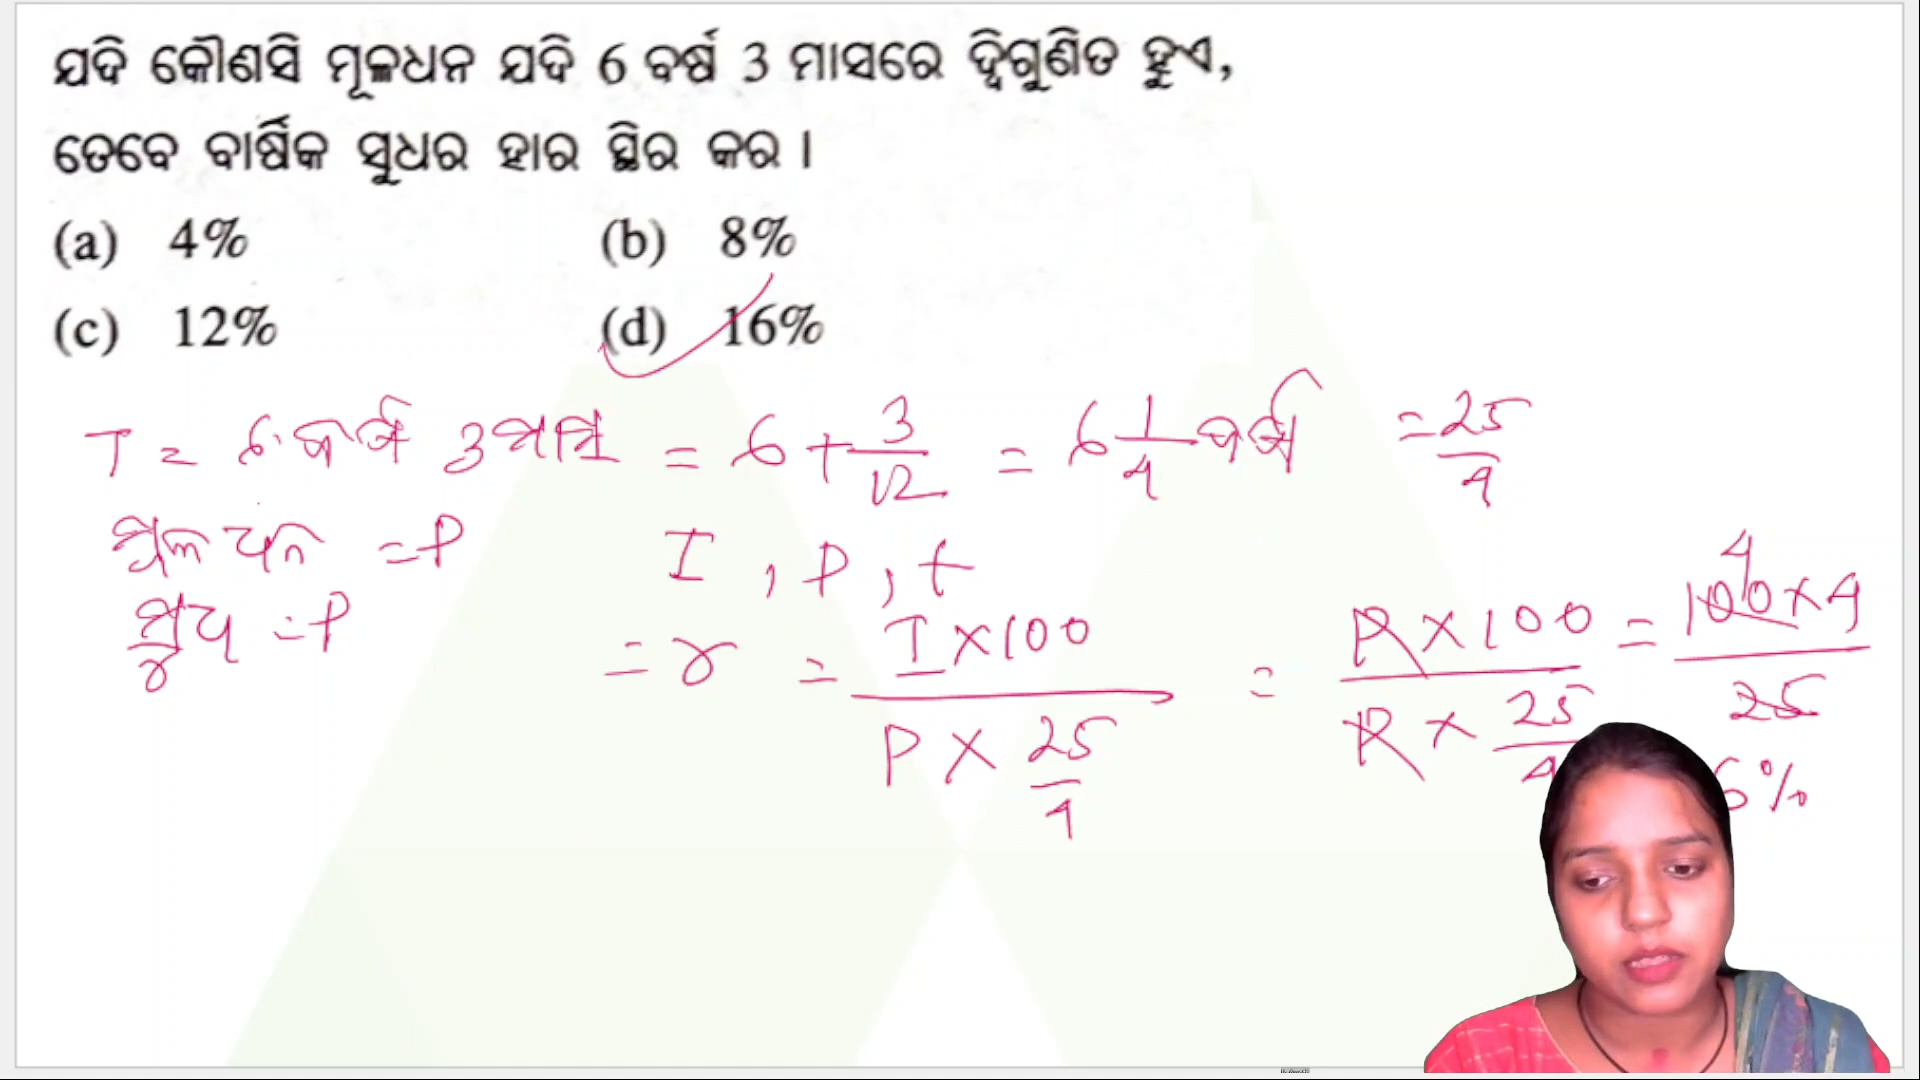 ଯଦି କୌଣସି ମୂଳଧନ ଯଦି 6 ବର୍ଷ 3 ମାସରେ ଦ୍ୱିଗୁଣିତ ହୁଏ,
ତେବେ ବାର୍ଷିକ ସୁଧର ହାର ସ୍ଥିର କର ।
(a) 4% (b) 8%
(c) 12% (d) 16%
T = 6 ବର୍ଷ 3 ମାସ = 6 + 3/12 = 6 1/4 ବର୍ଷ = 25/4
ମୂଳଧନ = P I , P , t
ସୁଧ = P = r = I × 100 / P × 25/4 = P × 100 / P × 25/4 = 100 × 4 / 25
6%